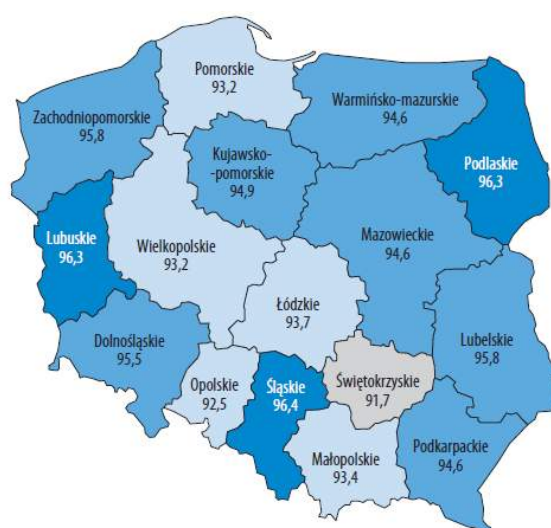 Pomorskie
93,2
Zachodniopomorskie
95,8
Warmińsko-mazurskie
94,6
Kujawsko-
-pomorskie
94,9
Podlaskie
96,3
Lubuskie
96,3
Wielkopolskie
93,2
Mazowieckie
94,6
Łódzkie
93,7
Dolnośląskie
95,5
Lubelskie
95,8
Opolskie
92,5
Śląskie
96,4
Świętokrzyskie
91,7
Małopolskie
93,4
Podkarpackie
94,6